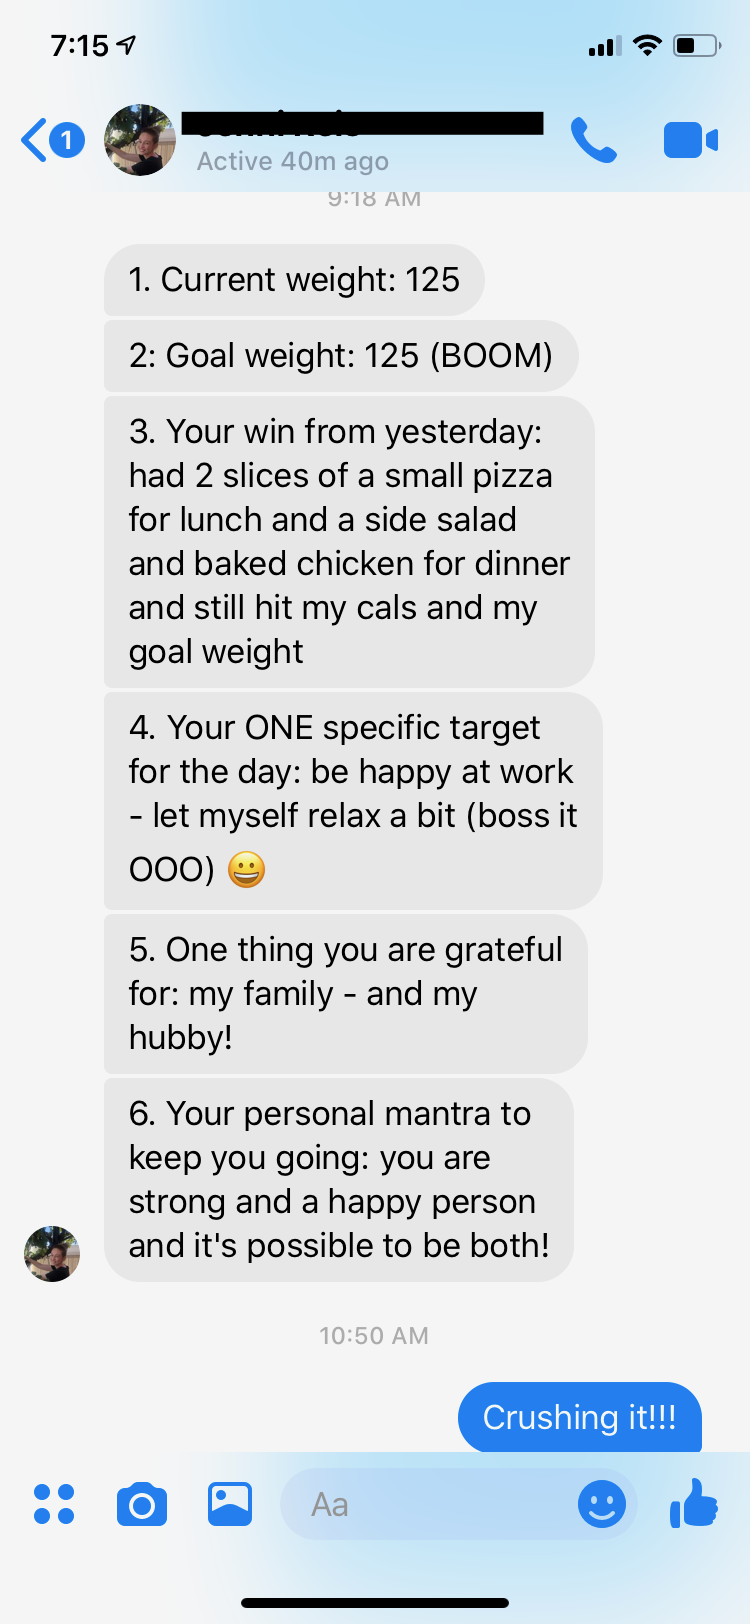 7:15
1
Active 40m ago
9:18 AM
1. Current weight: 125
2: Goal weight: 125 (BOOM)
3. Your win from yesterday:
had 2 slices of a small pizza
for lunch and a side salad
and baked chicken for dinner
and still hit my cals and my
goal weight
4. Your ONE specific target
for the day: be happy at work
- let myself relax a bit (boss it
OOO) 😀
5. One thing you are grateful
for: my family - and my
hubby!
6. Your personal mantra to
keep you going: you are
strong and a happy person
and it's possible to be both!
10:50 AM
Crushing it!!!
Aa